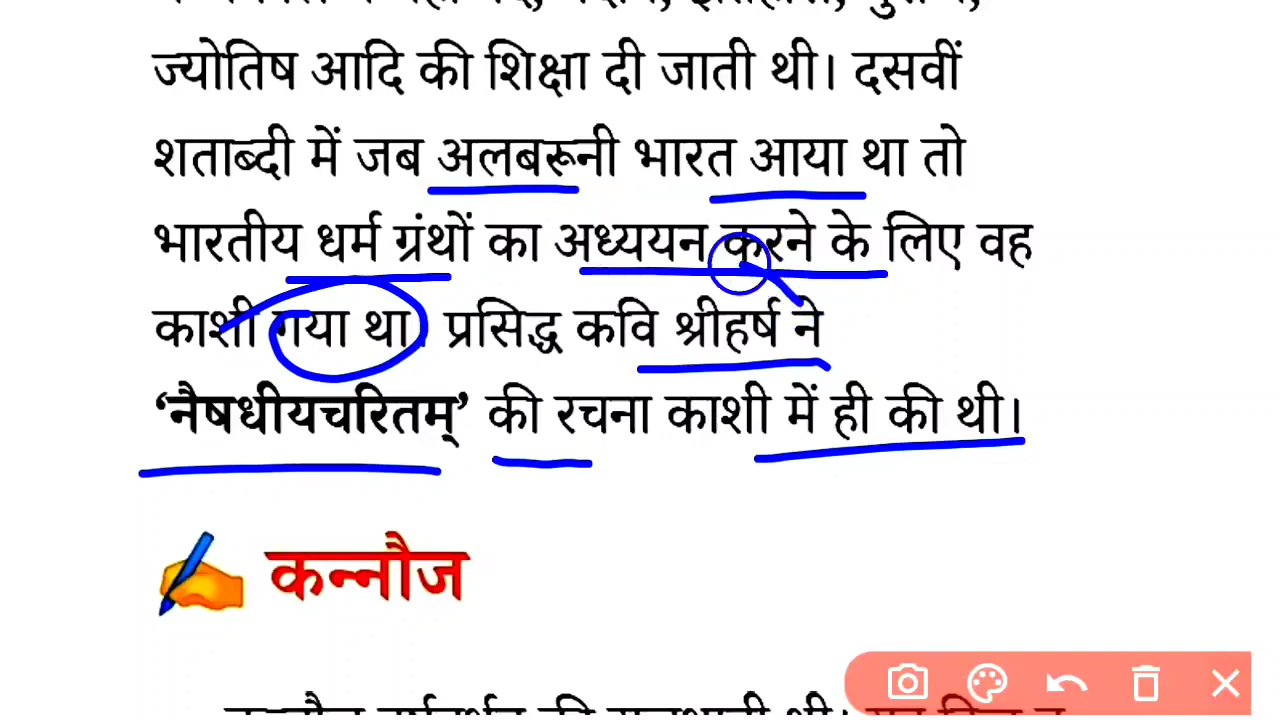 ज्योतिष आदि की शिक्षा दी जाती थी। दसवीं
शताब्दी में जब अलबरूनी भारत आया था तो
भारतीय धर्म ग्रंथों का अध्ययन करने के लिए वह
काशी गया था। प्रसिद्ध कवि श्रीहर्ष ने
‘नैषधीयचरितम्’ की रचना काशी में ही की थी।
कन्नौज